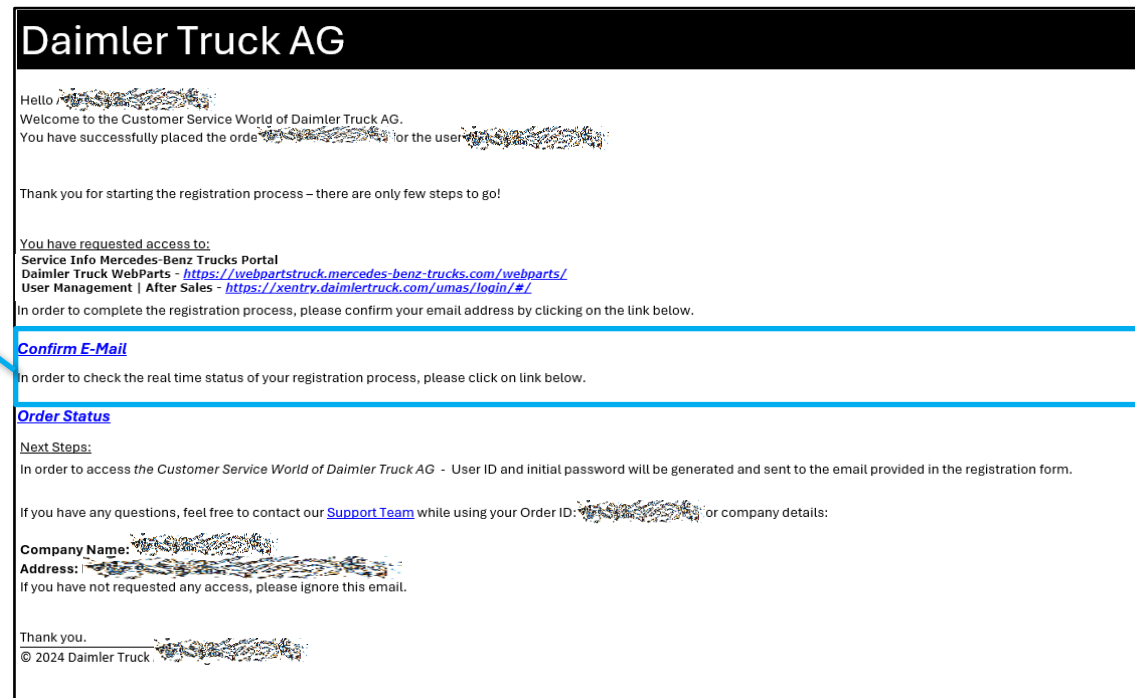 Daimler Truck AG
Hello
Welcome to the Customer Service World of Daimler Truck AG.
You have successfully placed the orde or the user
Thank you for starting the registration process – there are only few steps to go!
You have requested access to:
Service Info Mercedes-Benz Trucks Portal
Daimler Truck WebParts - https://webpartstruck.mercedes-benz-trucks.com/webparts/
User Management | After Sales - https://xentry.daimlertruck.com/umas/login/#/
In order to complete the registration process, please confirm your email address by clicking on the link below.
Confirm E-Mail
In order to check the real time status of your registration process, please click on link below.
Order Status
Next Steps:
In order to access the Customer Service World of Daimler Truck AG - User ID and initial password will be generated and sent to the email provided in the registration form.
If you have any questions, feel free to contact our Support Team while using your Order ID: or company details:
Company Name:
Address:
If you have not requested any access, please ignore this email.
Thank you.
© 2024 Daimler Truck